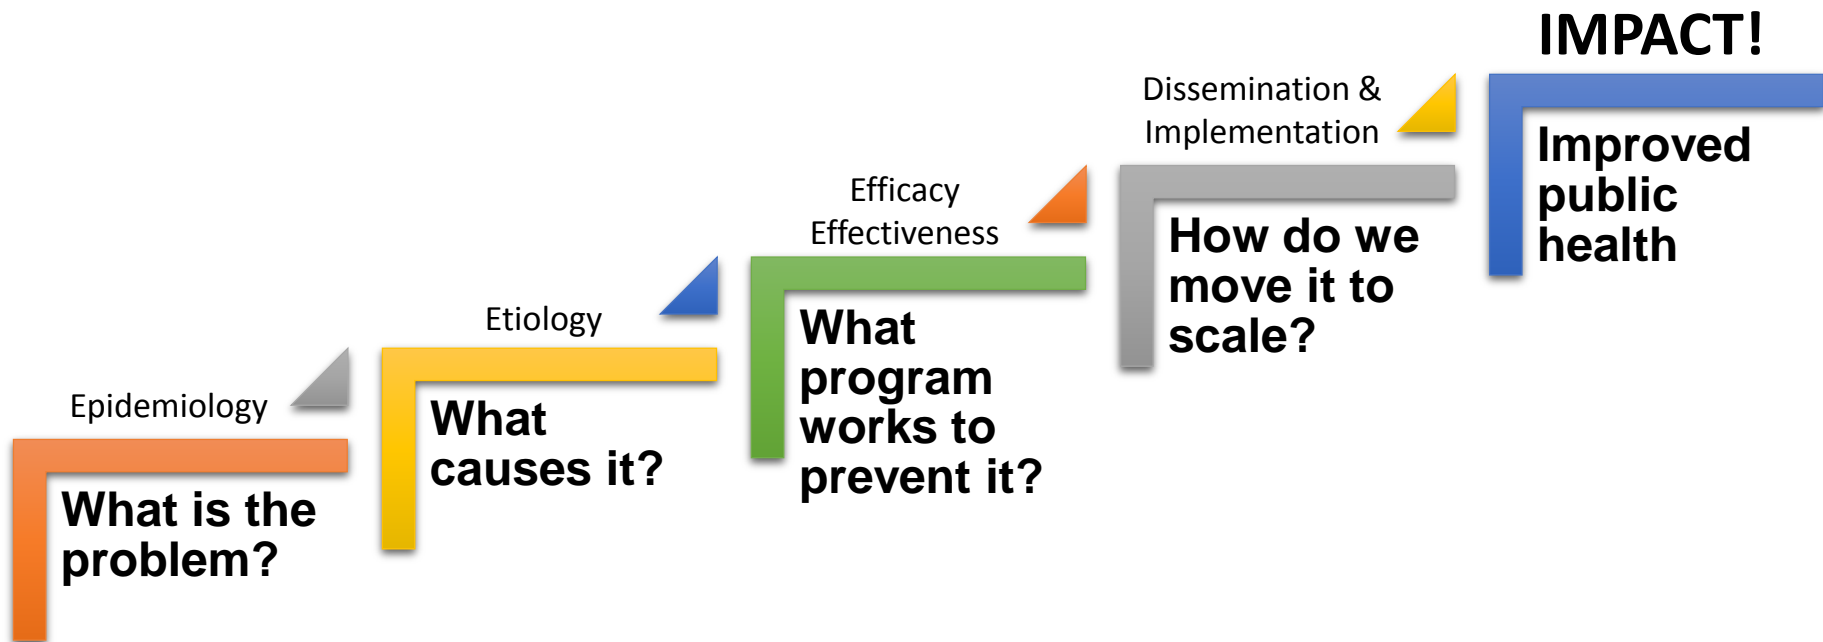 Epidemiology
What is the
problem?
Etiology
What
causes it?
Efficacy
Effectiveness
What
program
works to
prevent it?
Dissemination &
Implementation
How do we
move it to
scale?
IMPACT!
Improved
public
health